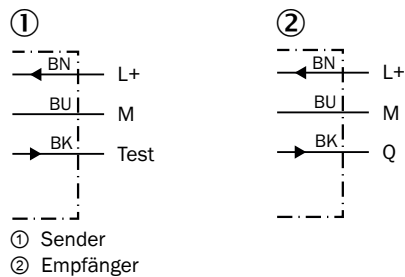 ① ②
BN L+ BN L+
BU M BU M
BK Test BK Q
① Sender
② Empfänger